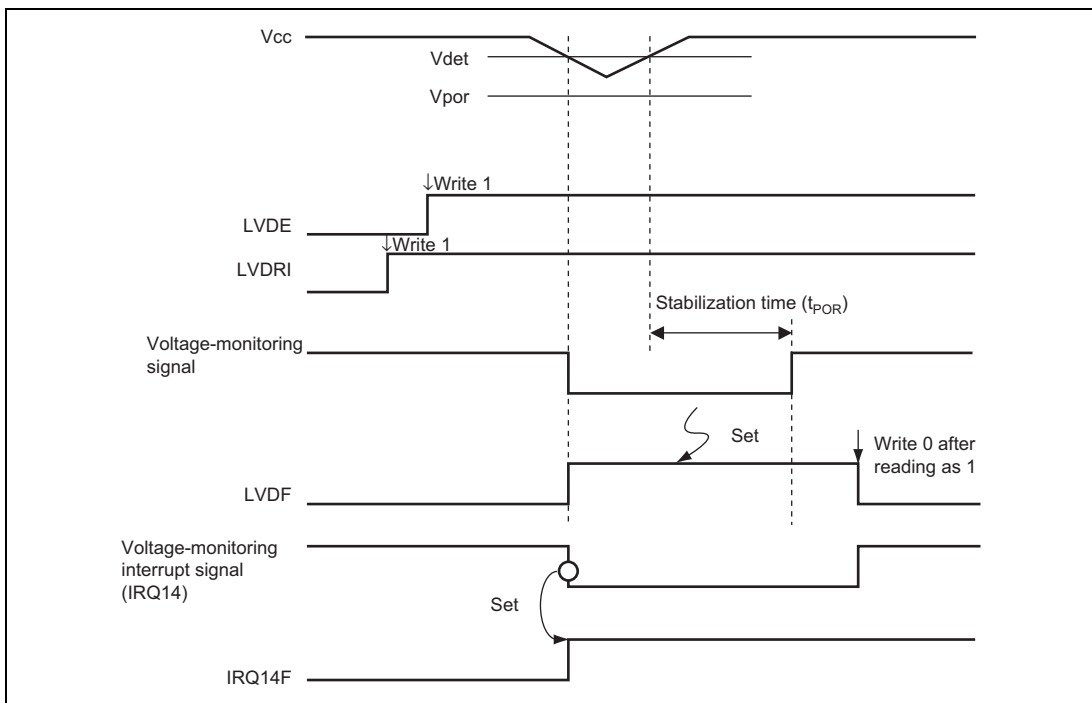 Vcc
Vdet
Vpor
↓Write 1
LVDE
↓Write 1
LVDRI
Stabilization time (tPOR)
Voltage-monitoring
signal
Set
Write 0 after
reading as 1
LVDF
Voltage-monitoring
interrupt signal
(IRQ14)
Set
IRQ14F